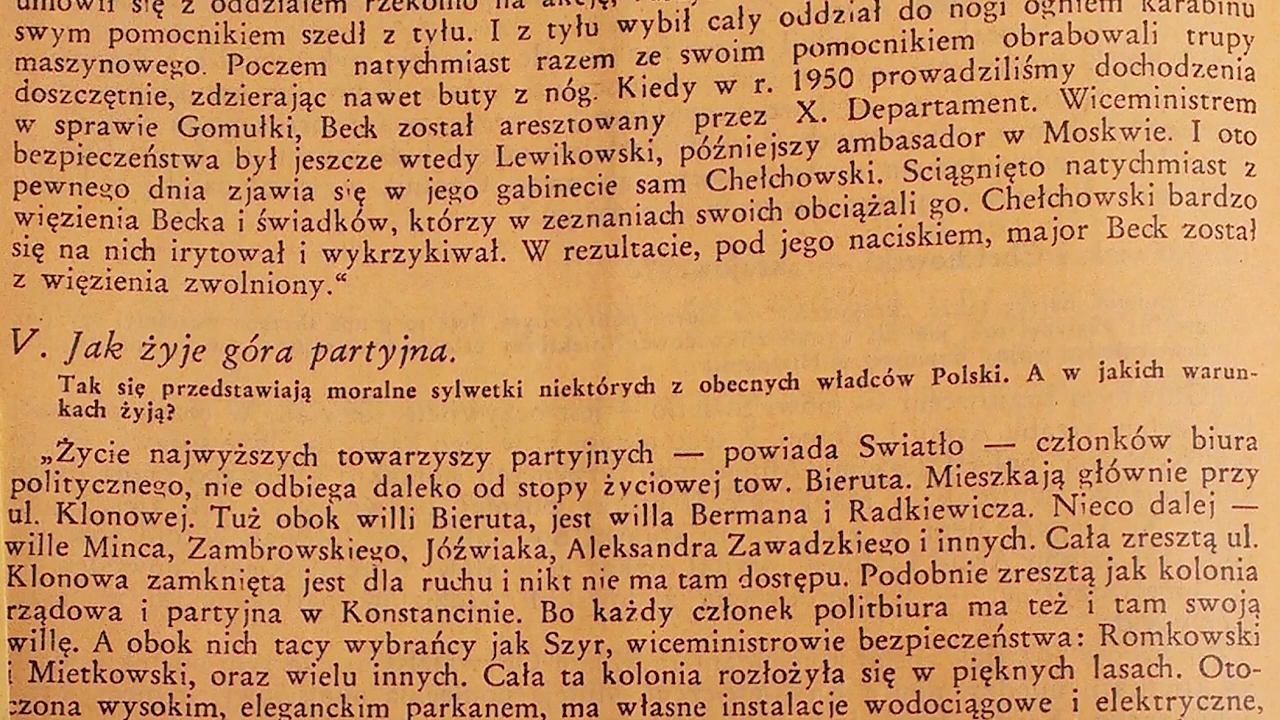 umówił się z oddziałem rzekomo na akcję,
swym pomocnikiem szedł z tyłu. I z tyłu wybił cały oddział do nogi ogniem karabinu
maszynowego. Poczem natychmiast razem ze swoim pomocnikiem obrabowali trupy
doszczętnie, zdzierając nawet buty z nóg. Kiedy w r. 1950 prowadziliśmy dochodzenia
w sprawie Gomułki, Beck został aresztowany przez X. Departament. Wiceministrem
bezpieczeństwa był jeszcze wtedy Lewikowski, późniejszy ambasador w Moskwie. I oto
pewnego dnia zjawia się w jego gabinecie sam Chełchowski. Sciągnięto natychmiast z
więzienia Becka i świadków, którzy w zeznaniach swoich obciążali go. Chełchowski bardzo
się na nich irytował i wykrzykiwał. W rezultacie, pod jego naciskiem, major Beck został
z więzienia zwolniony.“
V. Jak żyje góra partyjna.
Tak się przedstawiają moralne sylwetki niektórych z obecnych władców Polski. A w jakich warun-
kach żyją?
„Życie najwyższych towarzyszy partyjnych — powiada Swiatło — członków biura
politycznego, nie odbiega daleko od stopy życiowej tow. Bieruta. Mieszkają głównie przy
ul. Klonowej. Tuż obok willi Bieruta, jest willa Bermana i Radkiewicza. Nieco dalej —
wille Minca, Zambrowskiego, Jóźwiaka, Aleksandra Zawadzkiego i innych. Cała zresztą ul.
Klonowa zamknięta jest dla ruchu i nikt nie ma tam dostępu. Podobnie zresztą jak kolonia
rządowa i partyjna w Konstancinie. Bo każdy członek politbiura ma też i tam swoją
willę. A obok nich tacy wybrańcy jak Szyr, wiceministrowie bezpieczeństwa: Romkowski
i Mietkowski, oraz wielu innych. Cała ta kolonia rozłożyła się w pięknych lasach. Oto-
czona wysokim, eleganckim parkanem, ma własne instalacje wodociągowe i elektryczne,